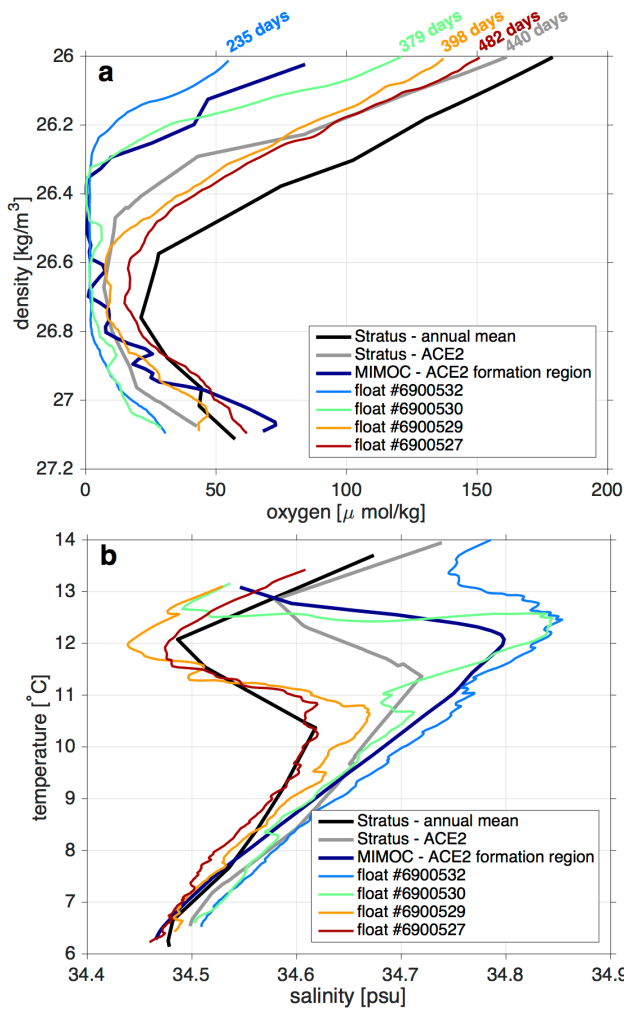 235 days
379 days
398 days
482 days
440 days
a
26
26.2
26.4
26.6
26.8
27
27.2
density [kg/m³]
Stratus - annual mean
Stratus - ACE2
MIMOC - ACE2 formation region
float #6900532
float #6900530
float #6900529
float #6900527
0
50
100
150
200
oxygen [μ mol/kg]
b
14
13
12
11
10
9
8
7
6
temperature [°C]
Stratus - annual mean
Stratus - ACE2
MIMOC - ACE2 formation region
float #6900532
float #6900530
float #6900529
float #6900527
34.4
34.5
34.6
34.7
34.8
34.9
salinity [psu]